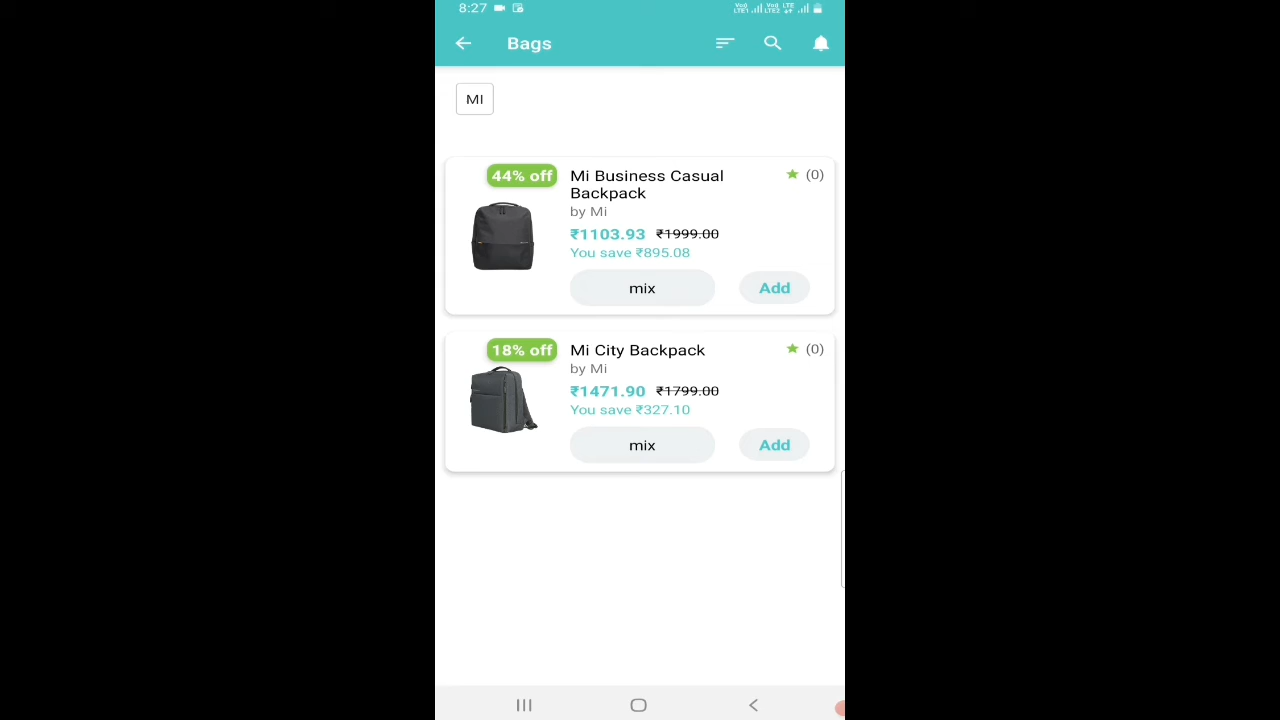 8:27
Bags
MI
44% off
Mi Business Casual
Backpack
(0)
by Mi
₹1103.93 ₹1999.00
You save ₹895.08
mix
Add
18% off
Mi City Backpack
(0)
by Mi
₹1471.90 ₹1799.00
You save ₹327.10
mix
Add